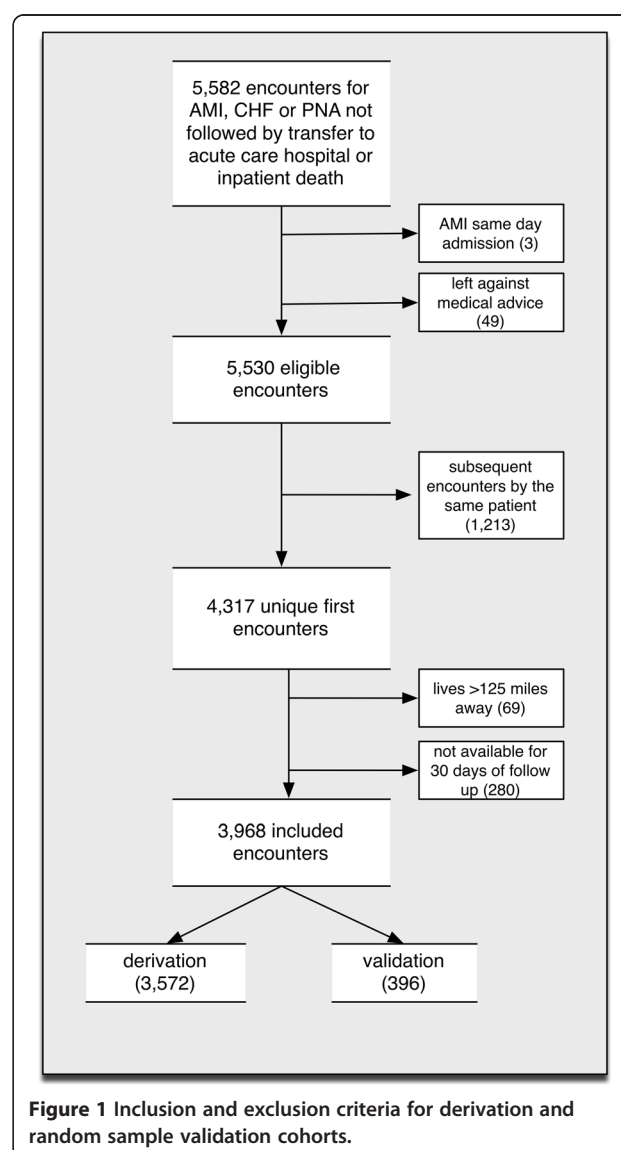 5,582 encounters for
AMI, CHF or PNA not
followed by transfer to
acute care hospital or
inpatient death
AMI same day
admission (3)
left against
medical advice
(49)
5,530 eligible
encounters
subsequent
encounters by the
same patient
(1,213)
4,317 unique first
encounters
lives >125 miles
away (69)
not available for
30 days of follow
up (280)
3,968 included
encounters
derivation
(3,572)
validation
(396)
Figure 1 Inclusion and exclusion criteria for derivation and
random sample validation cohorts.